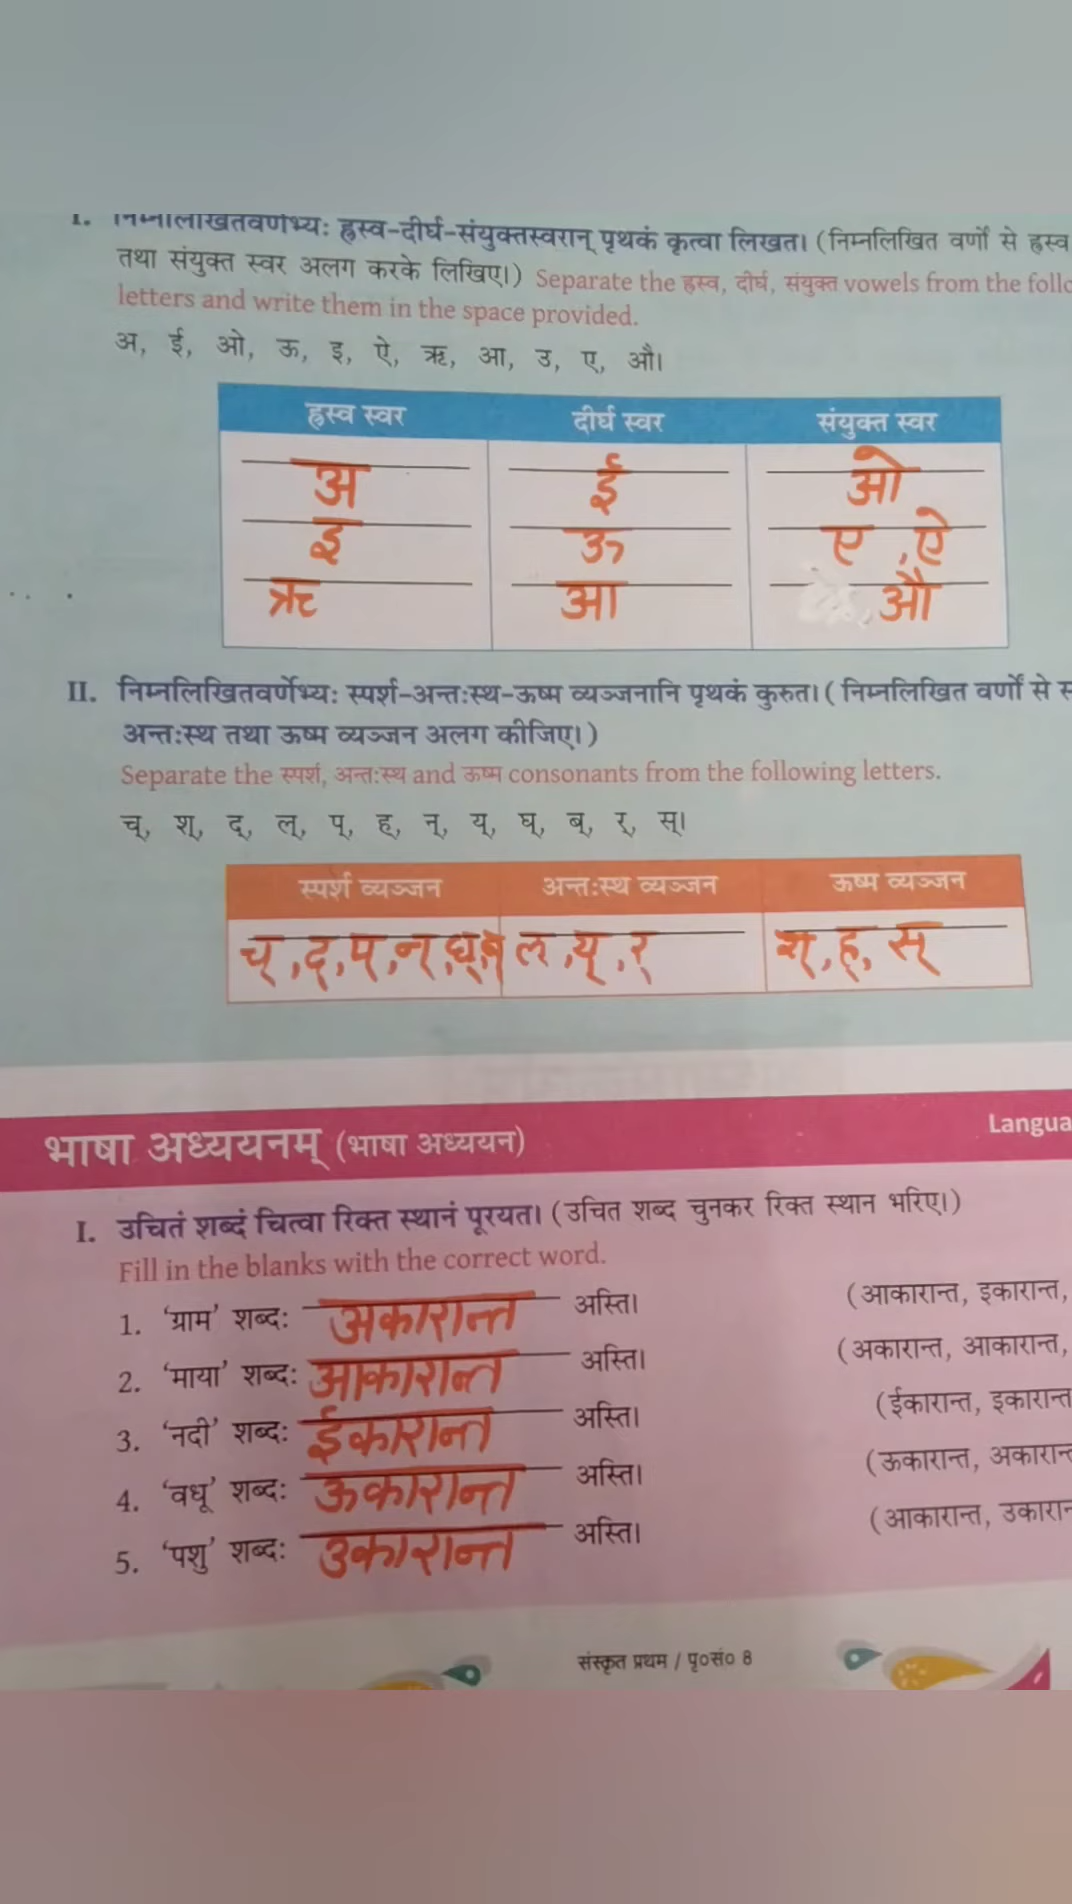 I. निम्नलिखितवर्णेभ्यः ह्रस्व-दीर्घ-संयुक्तस्वरान् पृथकं कृत्वा लिखत। (निम्नलिखित वर्णों से ह्रस्व
तथा संयुक्त स्वर अलग करके लिखिए।) Separate the ह्रस्व, दीर्घ, संयुक्त vowels from the follo
letters and write them in the space provided.
अ, ई, ओ, ऊ, इ, ऐ, ऋ, आ, उ, ए, औ।
ह्रस्व स्वर दीर्घ स्वर संयुक्त स्वर
अ ई ओ
इ ऊ ए, ऐ
ऋ आ औ
II. निम्नलिखितवर्णेभ्यः स्पर्श-अन्तःस्थ-ऊष्म व्यञ्जनानि पृथकं कुरुत। ( निम्नलिखित वर्णों से स
अन्तःस्थ तथा ऊष्म व्यञ्जन अलग कीजिए।)
Separate the स्पर्श, अन्तःस्थ and ऊष्म consonants from the following letters.
च्, श्, द्, ल्, प्, ह्, न्, य्, घ्, ब्, र्, स्।
स्पर्श व्यञ्जन अन्तःस्थ व्यञ्जन ऊष्म व्यञ्जन
च्, द्, प्, न्, घ्, ब् ल, य्, र् श्, ह्, स्
भाषा अध्ययनम् (भाषा अध्ययन) Langua
I. उचितं शब्दं चित्वा रिक्त स्थानं पूरयत। (उचित शब्द चुनकर रिक्त स्थान भरिए।)
Fill in the blanks with the correct word.
1. 'ग्राम' शब्दः अकारान्त अस्ति। (आकारान्त, इकारान्त,
2. 'माया' शब्दः आकारान्त अस्ति। (अकारान्त, आकारान्त,
3. 'नदी' शब्दः ईकारान्त अस्ति। (ईकारान्त, इकारान्त
4. 'वधू' शब्दः ऊकारान्त अस्ति। (ऊकारान्त, अकारान्त
5. 'पशु' शब्दः उकारान्त अस्ति। (आकारान्त, उकारान
संस्कृत प्रथम / पृ०सं० 8